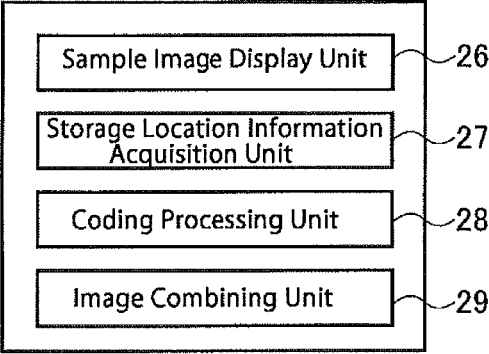 Sample Image Display Unit 26
Storage Location Information 27
Acquisition Unit
Coding Processing Unit 28
Image Combining Unit 29